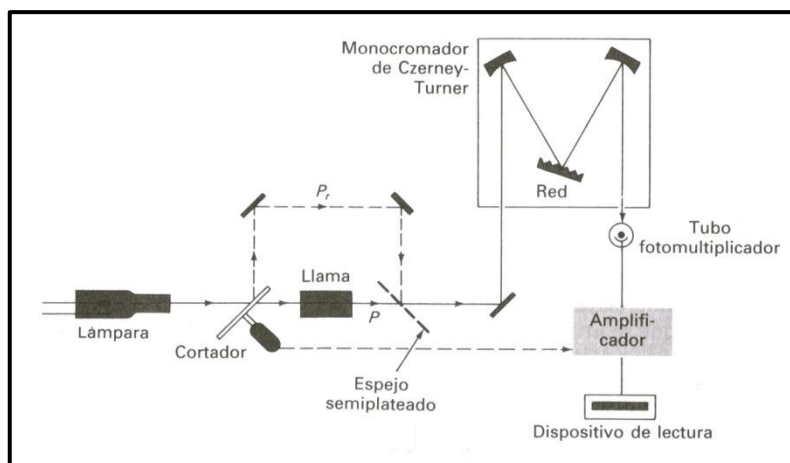 Monocromador
de Czerney-
Turner
Red
P_r
Tubo
fotomultiplicador
Llama
P
Lámpara
Cortador
Amplifi-
cador
Espejo
semiplateado
Dispositivo de lectura